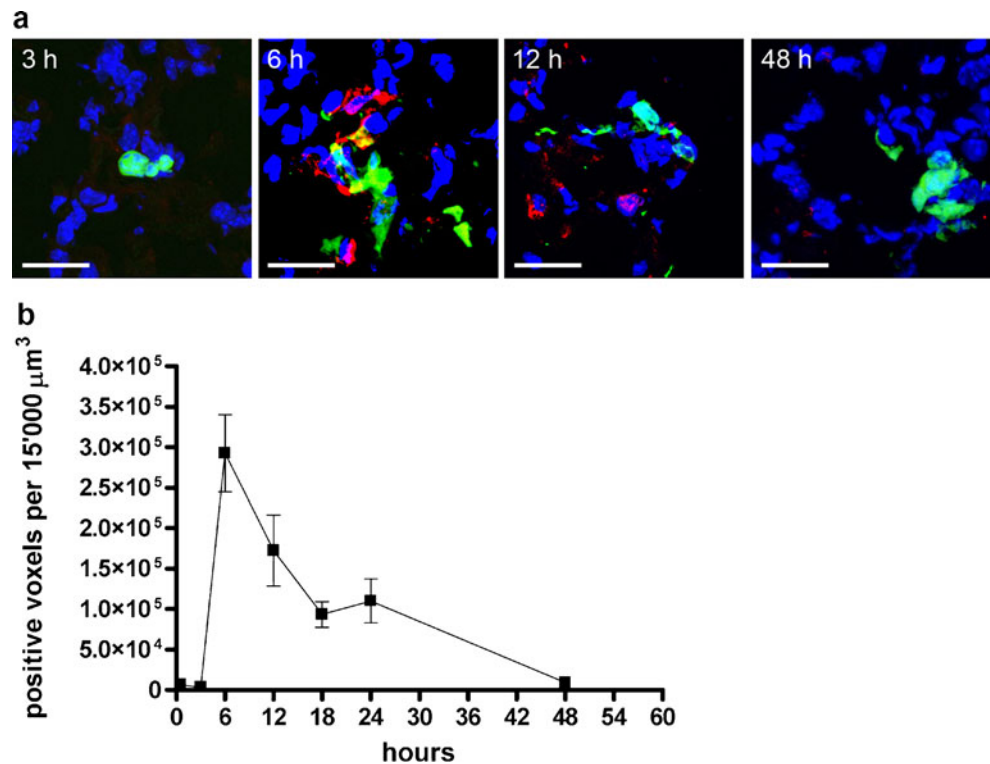 a
3 h
6 h
12 h
48 h
b
positive voxels per 15'000 µm³
4.0×10⁵
3.5×10⁵
3.0×10⁵
2.5×10⁵
2.0×10⁵
1.5×10⁵
1.0×10⁵
5.0×10⁴
0
0 6 12 18 24 30 36 42 48 54 60
hours